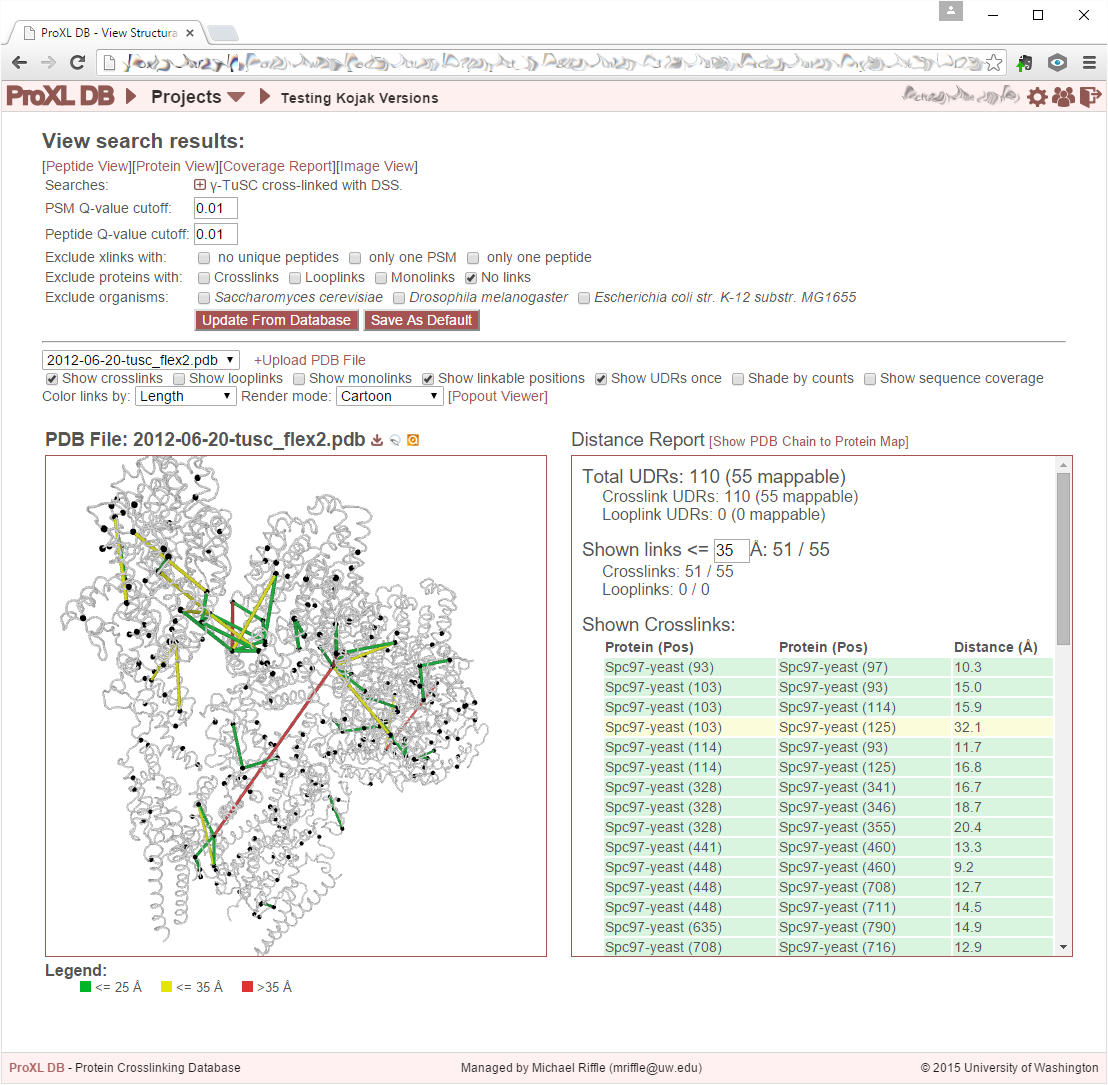 ProXL DB - View Structura
ProXL DB Projects Testing Kojak Versions
View search results:
[Peptide View][Protein View][Coverage Report][Image View]
Searches: γ-TuSC cross-linked with DSS.
PSM Q-value cutoff: 0.01
Peptide Q-value cutoff: 0.01
Exclude xlinks with: no unique peptides only one PSM only one peptide
Exclude proteins with: Crosslinks Looplinks Monolinks No links
Exclude organisms: Saccharomyces cerevisiae Drosophila melanogaster Escherichia coli str. K-12 substr. MG1655
Update From Database Save As Default
2012-06-20-tusc_flex2.pdb +Upload PDB File
Show crosslinks Show looplinks Show monolinks Show linkable positions Show UDRs once Shade by counts Show sequence coverage
Color links by: Length Render mode: Cartoon [Popout Viewer]
PDB File: 2012-06-20-tusc_flex2.pdb
Legend:
<= 25 Å <= 35 Å >35 Å
Distance Report [Show PDB Chain to Protein Map]
Total UDRs: 110 (55 mappable)
Crosslink UDRs: 110 (55 mappable)
Looplink UDRs: 0 (0 mappable)
Shown links <= 35 Å: 51 / 55
Crosslinks: 51 / 55
Looplinks: 0 / 0
Shown Crosslinks:
Protein (Pos) Protein (Pos) Distance (Å)
Spc97-yeast (93) Spc97-yeast (97) 10.3
Spc97-yeast (103) Spc97-yeast (93) 15.0
Spc97-yeast (103) Spc97-yeast (114) 15.9
Spc97-yeast (103) Spc97-yeast (125) 32.1
Spc97-yeast (114) Spc97-yeast (93) 11.7
Spc97-yeast (114) Spc97-yeast (125) 16.8
Spc97-yeast (328) Spc97-yeast (341) 16.7
Spc97-yeast (328) Spc97-yeast (346) 18.7
Spc97-yeast (328) Spc97-yeast (355) 20.4
Spc97-yeast (441) Spc97-yeast (460) 13.3
Spc97-yeast (448) Spc97-yeast (460) 9.2
Spc97-yeast (448) Spc97-yeast (708) 12.7
Spc97-yeast (448) Spc97-yeast (711) 14.5
Spc97-yeast (635) Spc97-yeast (790) 14.9
Spc97-yeast (708) Spc97-yeast (716) 12.9
ProXL DB - Protein Crosslinking Database Managed by Michael Riffle (mriffle@uw.edu) © 2015 University of Washington